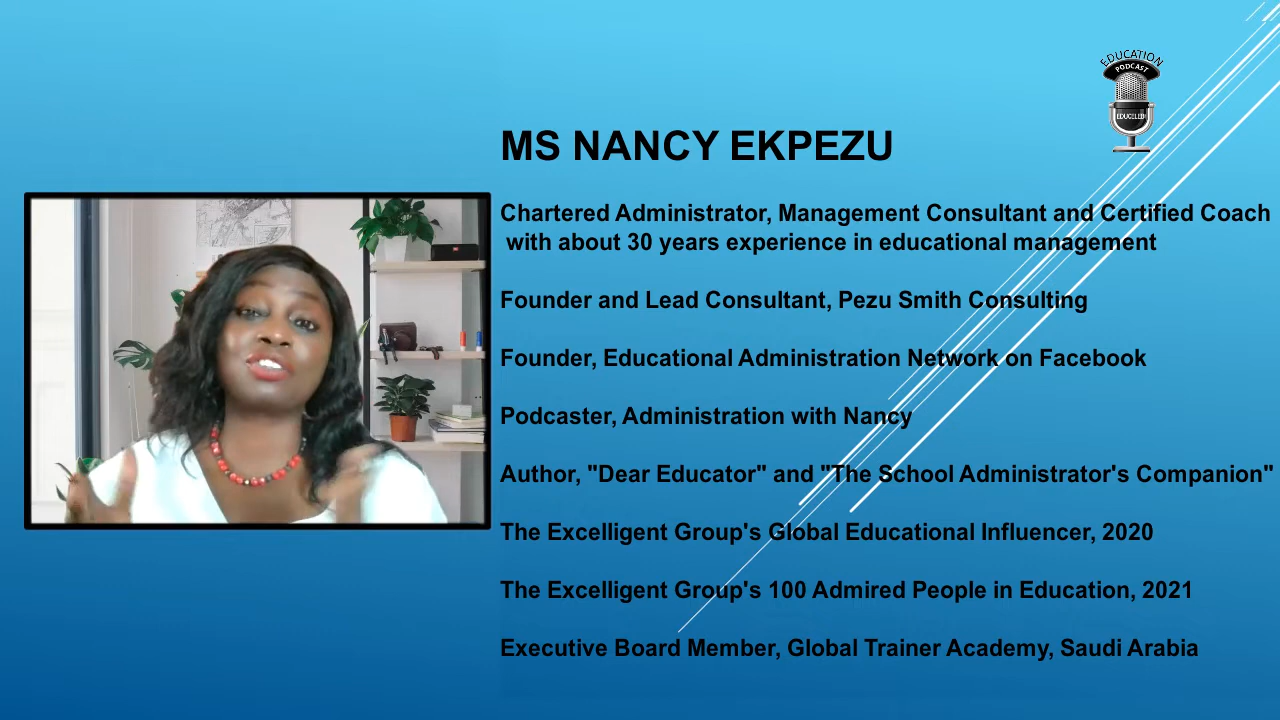 EDUCATION
PODCAST
EDUCELEB
MS NANCY EKPEZU
Chartered Administrator, Management Consultant and Certified Coach
with about 30 years experience in educational management
Founder and Lead Consultant, Pezu Smith Consulting
Founder, Educational Administration Network on Facebook
Podcaster, Administration with Nancy
Author, "Dear Educator" and "The School Administrator's Companion"
The Excelligent Group's Global Educational Influencer, 2020
The Excelligent Group's 100 Admired People in Education, 2021
Executive Board Member, Global Trainer Academy, Saudi Arabia